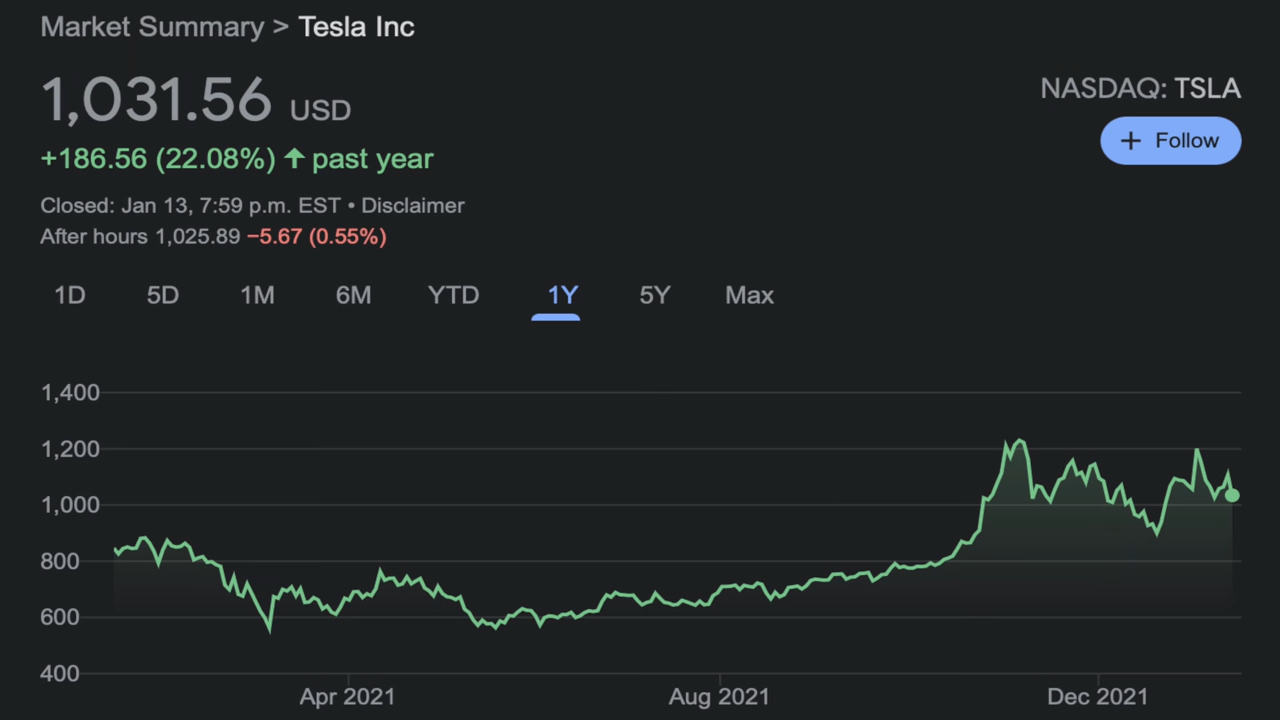 Market Summary > Tesla Inc
1,031.56 USD
NASDAQ: TSLA
+ Follow
+186.56 (22.08%) ↑ past year
Closed: Jan 13, 7:59 p.m. EST • Disclaimer
After hours 1,025.89 −5.67 (0.55%)
1D 5D 1M 6M YTD 1Y 5Y Max
1,400
1,200
1,000
800
600
400
Apr 2021 Aug 2021 Dec 2021